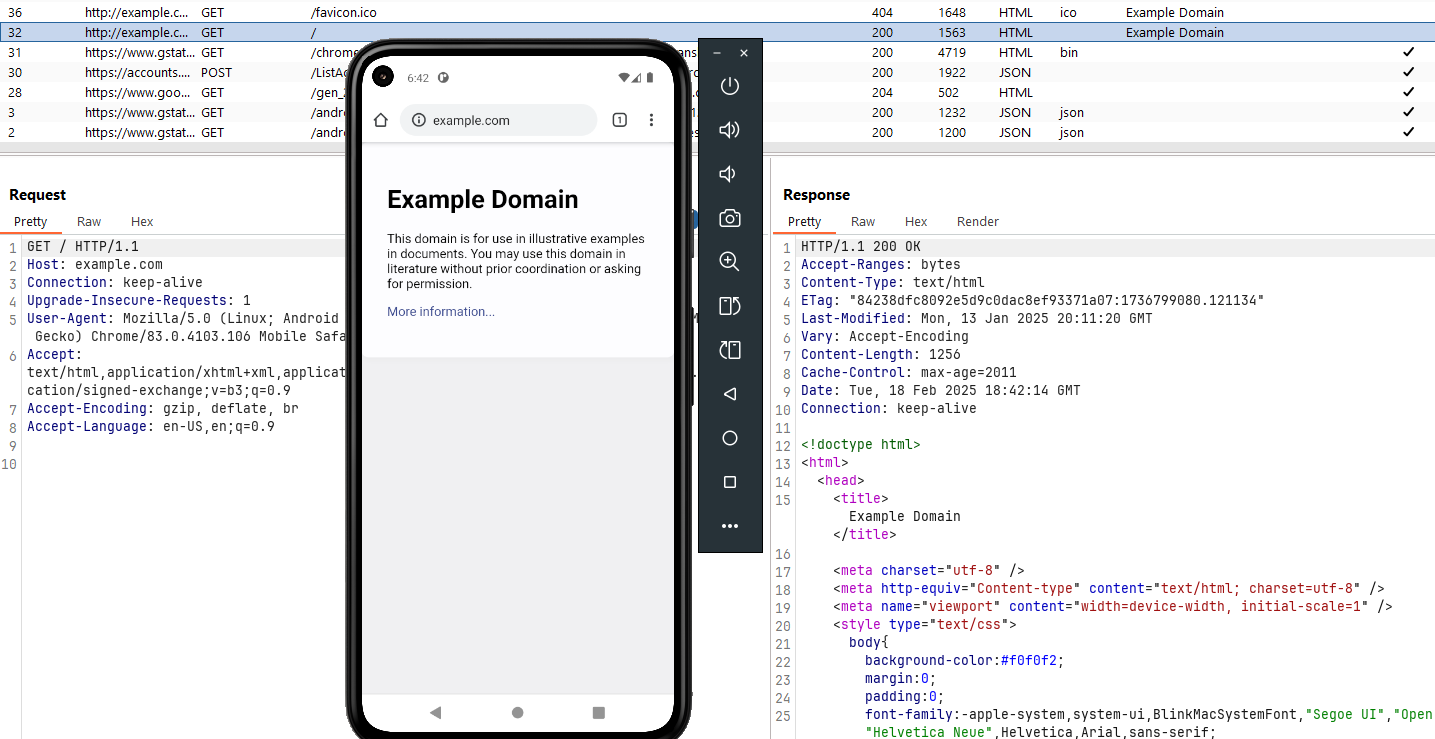 36 http://example.c... GET /favicon.ico 404 1648 HTML ico Example Domain
32 http://example.c... GET / 200 1563 HTML Example Domain
31 https://www.gstat... GET /chrome 200 4719 HTML bin
30 https://accounts.... POST 200 1922 JSON
28 https://www.goo... GET 204 502 HTML
3 https://www.gstat... GET 200 1232 JSON json
2 https://www.gstat... GET 200 1200 JSON json
6:42
example.com
1
Example Domain
This domain is for use in illustrative examples
in documents. You may use this domain in
literature without prior coordination or asking
for permission.
More information...
Request
Pretty Raw Hex
1 GET / HTTP/1.1
2 Host: example.com
3 Connection: keep-alive
4 Upgrade-Insecure-Requests: 1
5 User-Agent: Mozilla/5.0 (Linux; Android
Gecko) Chrome/83.0.4103.106 Mobile
6 Accept:
text/html,application/xhtml+xml,
cation/signed-exchange;v=b3;q=0.9
7 Accept-Encoding: gzip, deflate, br
8 Accept-Language: en-US,en;q=0.9
9
10
Response
Pretty Raw Hex Render
1 HTTP/1.1 200 OK
2 Accept-Ranges: bytes
3 Content-Type: text/html
4 ETag: "84238dfc8092e5d9c0dac8ef93371a07:1736799080.121134"
5 Last-Modified: Mon, 13 Jan 2025 20:11:20 GMT
6 Vary: Accept-Encoding
7 Content-Length: 1256
8 Cache-Control: max-age=2011
9 Date: Tue, 18 Feb 2025 18:42:14 GMT
10 Connection: keep-alive
11
12 <!doctype html>
13 <html>
14 <head>
15 <title>
Example Domain
</title>
16
17 <meta charset="utf-8" />
18 <meta http-equiv="Content-type" content="text/html; charset=utf-8" />
19 <meta name="viewport" content="width=device-width, initial-scale=1" />
20 <style type="text/css">
21 body{
22 background-color:#f0f0f2;
23 margin:0;
24 padding:0;
25 font-family:-apple-system,system-ui,BlinkMacSystemFont,"Segoe UI","Open
"Helvetica Neue",Helvetica,Arial,sans-serif;